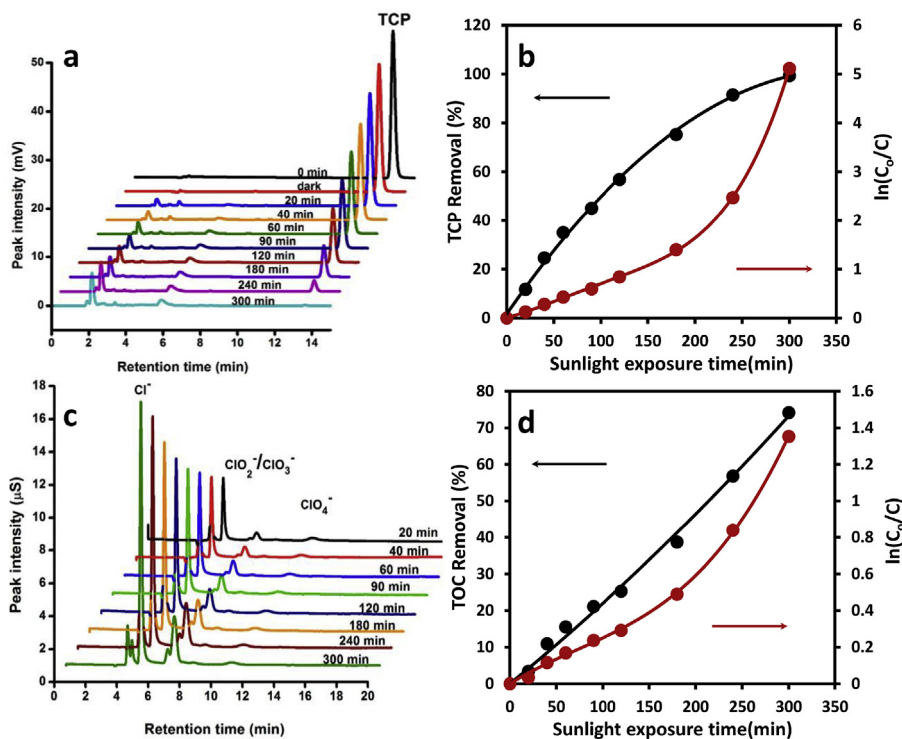 a
TCP
Peak intensity (mV)
50
40
30
20
10
0
0 min
dark
20 min
40 min
60 min
90 min
120 min
180 min
240 min
300 min
0 2 4 6 8 10 12 14
Retention time (min)
b
TCP Removal (%)
120
100
80
60
40
20
0
ln(C₀/C)
6
5
4
3
2
1
0
0 50 100 150 200 250 300 350
Sunlight exposure time(min)
c
Cl⁻
ClO₂⁻/ClO₃⁻
ClO₄⁻
Peak intensity (µS)
18
16
14
12
10
8
6
4
2
0
20 min
40 min
60 min
90 min
120 min
180 min
240 min
300 min
0 2 4 6 8 10 12 14 16 18 20
Retention time (min)
d
TOC Removal (%)
80
70
60
50
40
30
20
10
0
ln(C₀/C)
1.6
1.4
1.2
1
0.8
0.6
0.4
0.2
0
0 50 100 150 200 250 300 350
Sunlight exposure time(min)